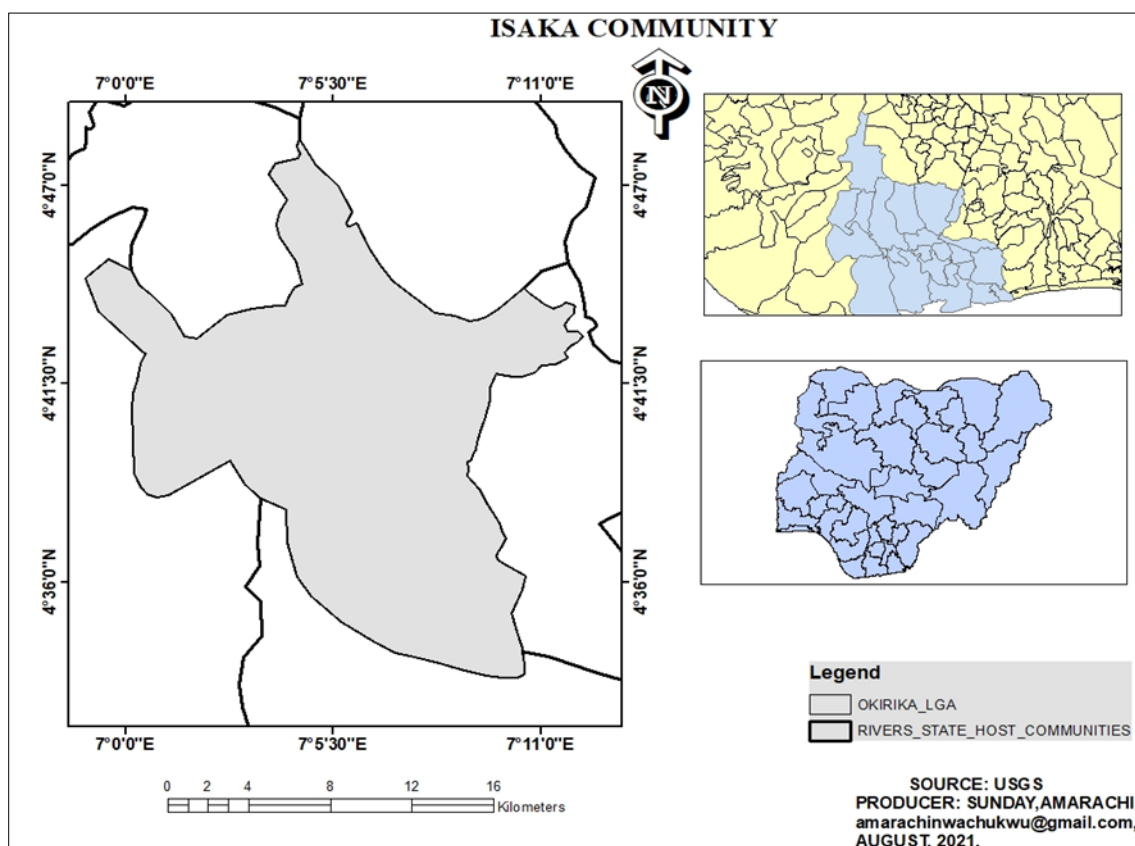 ISAKA COMMUNITY
7°0'0"E 7°5'30"E 7°11'0"E
N
4°47'0"N 4°47'0"N
4°41'30"N 4°41'30"N
4°36'0"N 4°36'0"N
7°0'0"E 7°5'30"E 7°11'0"E
0 2 4 8 12 16
Kilometers
Legend
OKIRIKA_LGA
RIVERS_STATE_HOST_COMMUNITIES
SOURCE: USGS
PRODUCER: SUNDAY,AMARACHI
amarachinwachukwu@gmail.com,
AUGUST, 2021.